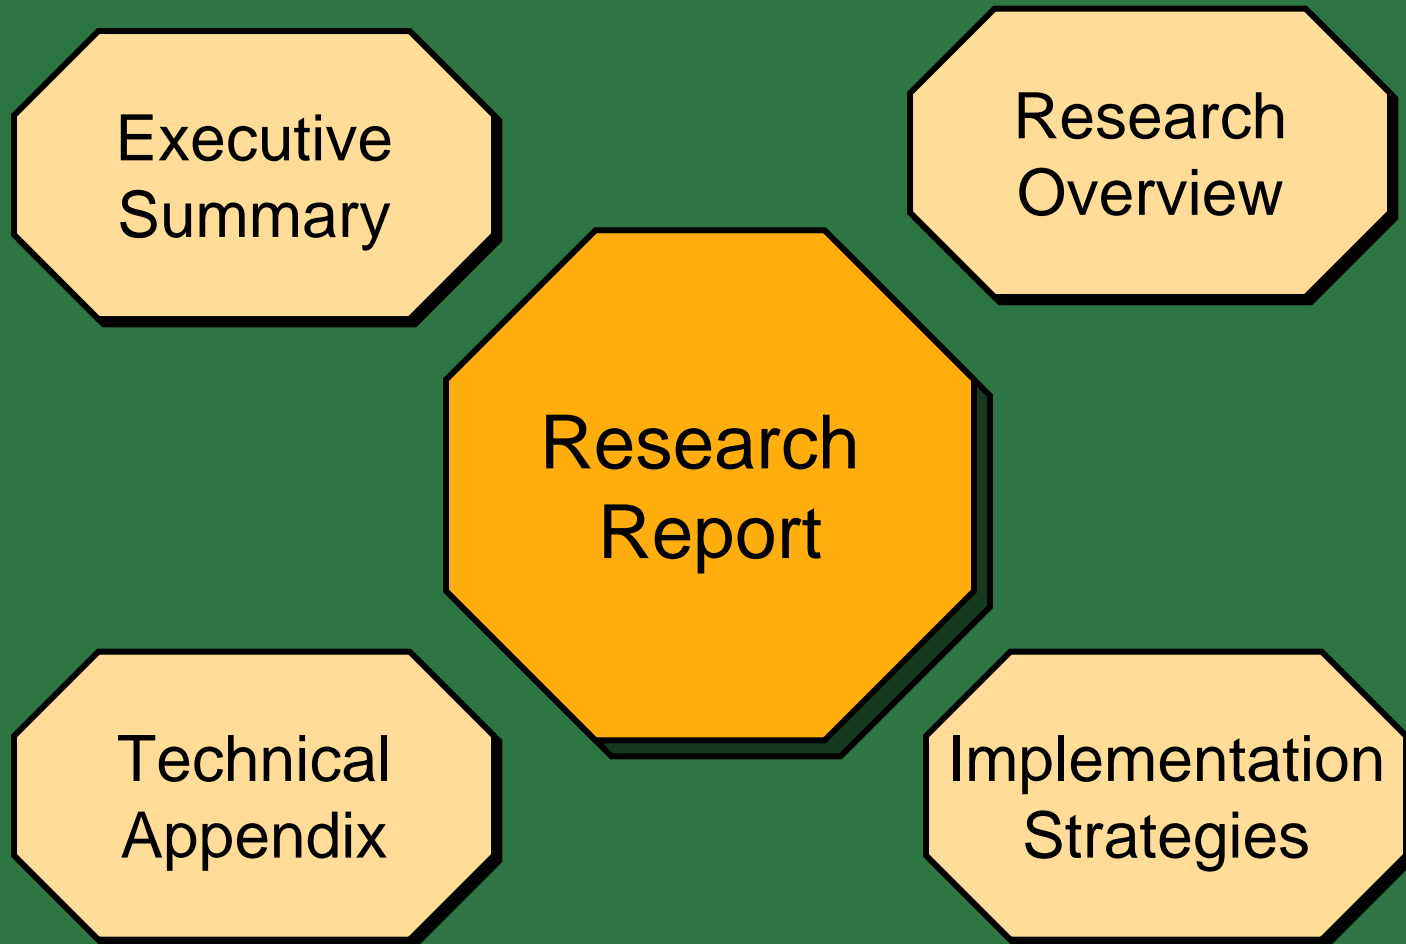 Executive
Summary
Research
Overview
Research
Report
Technical
Appendix
Implementation
Strategies